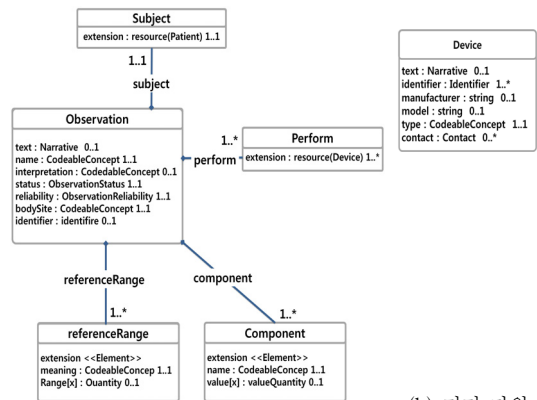 Subject
extension : resource(Patient) 1..1
1..1
subject
Device
text : Narrative 0..1
identifier : Identifier 1..*
manufacturer : string 0..1
model : string 0..1
type : CodeableConcept 1..1
contact : Contact 0..*
Observation
text : Narrative 0..1
name : CodeableConcept 1..1
interpretation : CodedableConcept 0..1
status : ObservationStatus 1..1
reliability : ObservationReliability 1..1
bodySite : CodeableConcept 1..1
identifier : identifire 0..1
1..*
perform
Perform
extension : resource(Device) 1..*
referenceRange
1..*
component
1..*
referenceRange
extension <<Element>>
meaning : CodeableConcep 1..1
Range[x] : Quantity 0..1
Component
extension <<Element>>
name : CodeableConcep 1..1
value[x] : valueQuantity 0..1